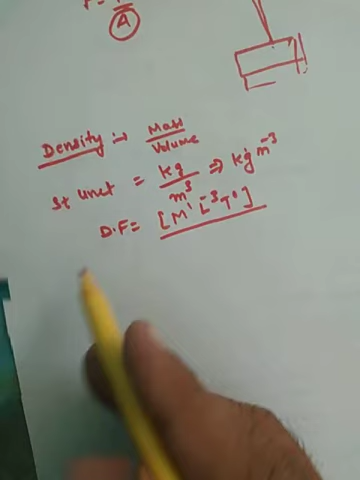 A
Density ⇒ Mass / Volume
SI unit = kg / m³ ⇒ kg m⁻³
D.F = [M¹ L⁻³ T⁰]